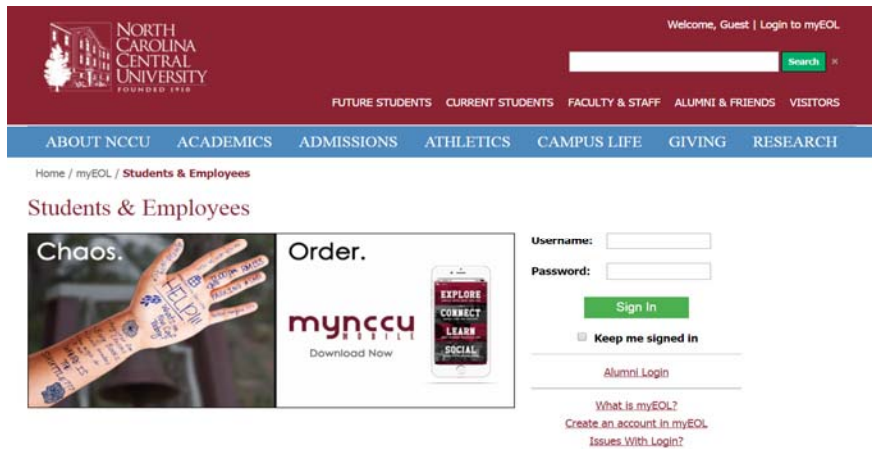 NORTH
CAROLINA
CENTRAL
UNIVERSITY
FOUNDED 1910
Welcome, Guest | Login to myEOL
Search ×
FUTURE STUDENTS CURRENT STUDENTS FACULTY & STAFF ALUMNI & FRIENDS VISITORS
ABOUT NCCU ACADEMICS ADMISSIONS ATHLETICS CAMPUS LIFE GIVING RESEARCH
Home / myEOL / Students & Employees
Students & Employees
Chaos.
HELP!!!
Order.
mynccu
MOBILE
Download Now
EXPLORE
CONNECT
LEARN
SOCIAL
Username:
Password:
Sign In
Keep me signed in
Alumni Login
What is myEOL?
Create an account in myEOL
Issues With Login?